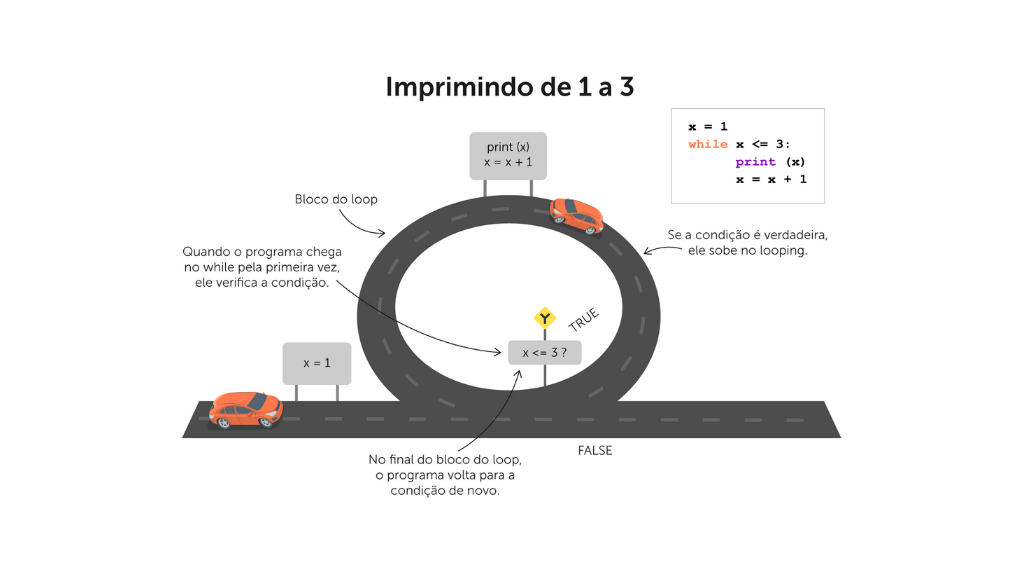 Imprimindo de 1 a 3
x = 1
while x <= 3:
print (x)
x = x + 1
print (x)
x = x + 1
Bloco do loop
Quando o programa chega
no while pela primeira vez,
ele verifica a condição.
Se a condição é verdadeira,
ele sobe no looping.
Y
TRUE
x <= 3 ?
x = 1
FALSE
No final do bloco do loop,
o programa volta para a
condição de novo.